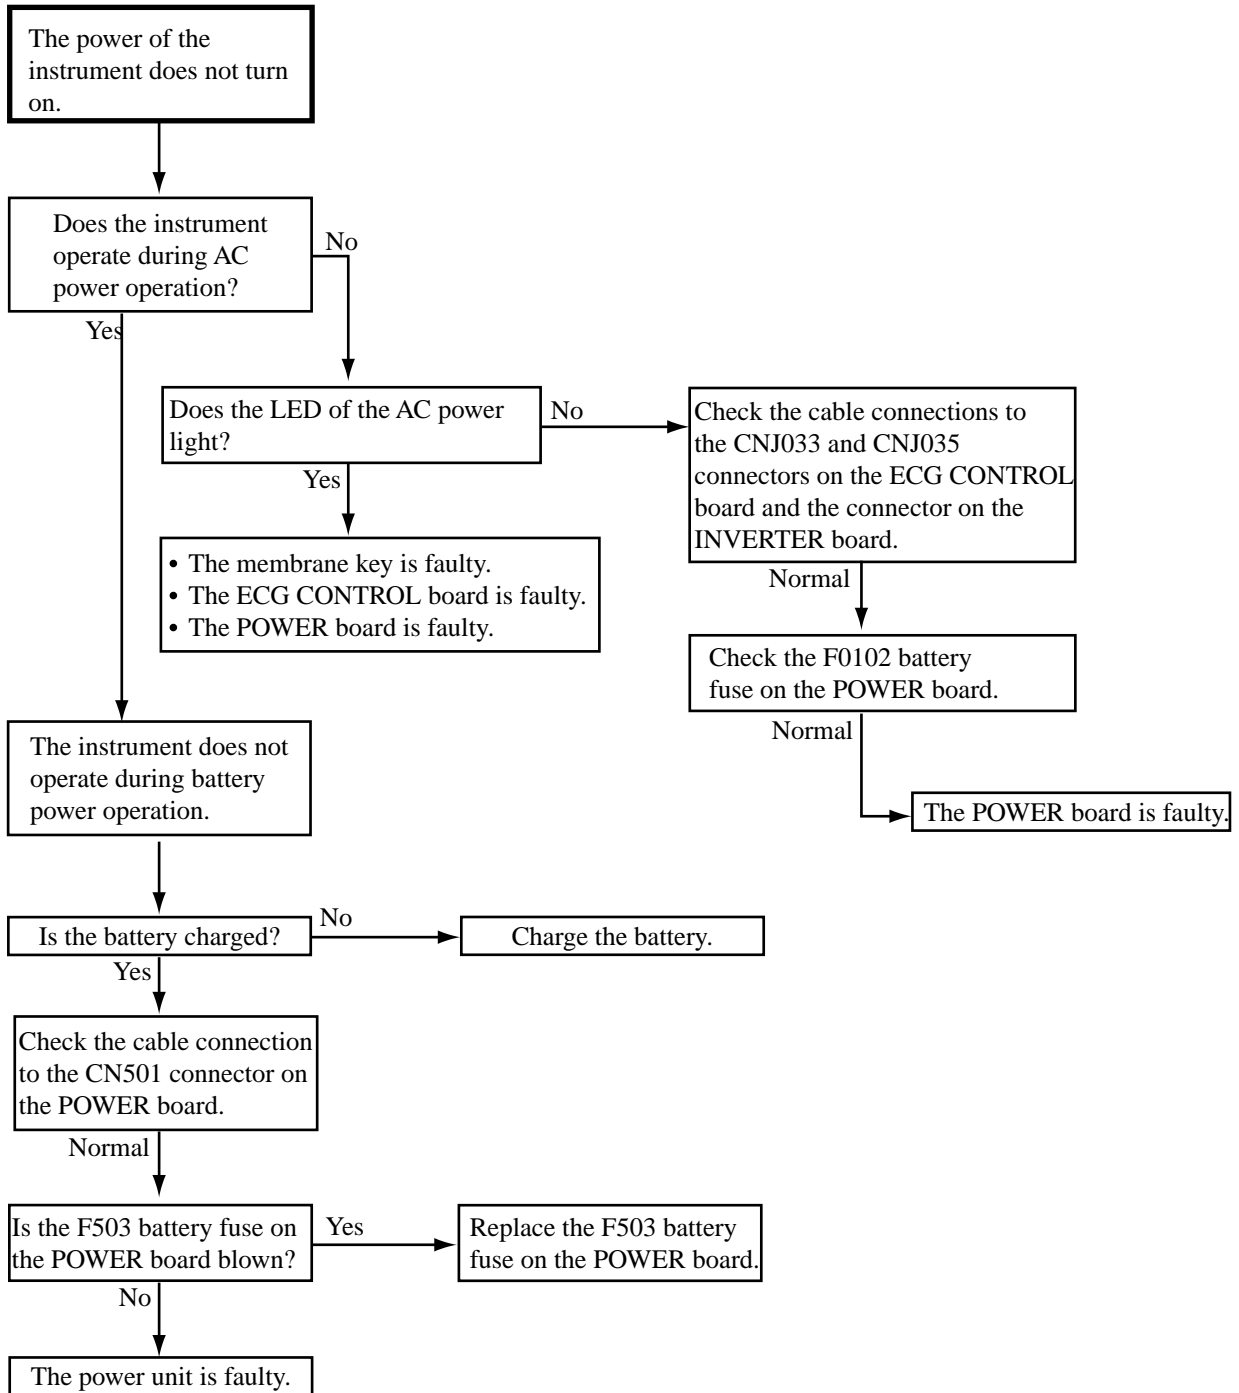 The power of the
instrument does not turn
on.
Does the instrument
operate during AC
power operation?
No
Yes
Does the LED of the AC power
light?
No
Yes
Check the cable connections to
the CNJ033 and CNJ035
connectors on the ECG CONTROL
board and the connector on the
INVERTER board.
Normal
• The membrane key is faulty.
• The ECG CONTROL board is faulty.
• The POWER board is faulty.
Check the F0102 battery
fuse on the POWER board.
Normal
The POWER board is faulty.
The instrument does not
operate during battery
power operation.
Is the battery charged?
No
Charge the battery.
Yes
Check the cable connection
to the CN501 connector on
the POWER board.
Normal
Is the F503 battery fuse on
the POWER board blown?
Yes
Replace the F503 battery
fuse on the POWER board.
No
The power unit is faulty.